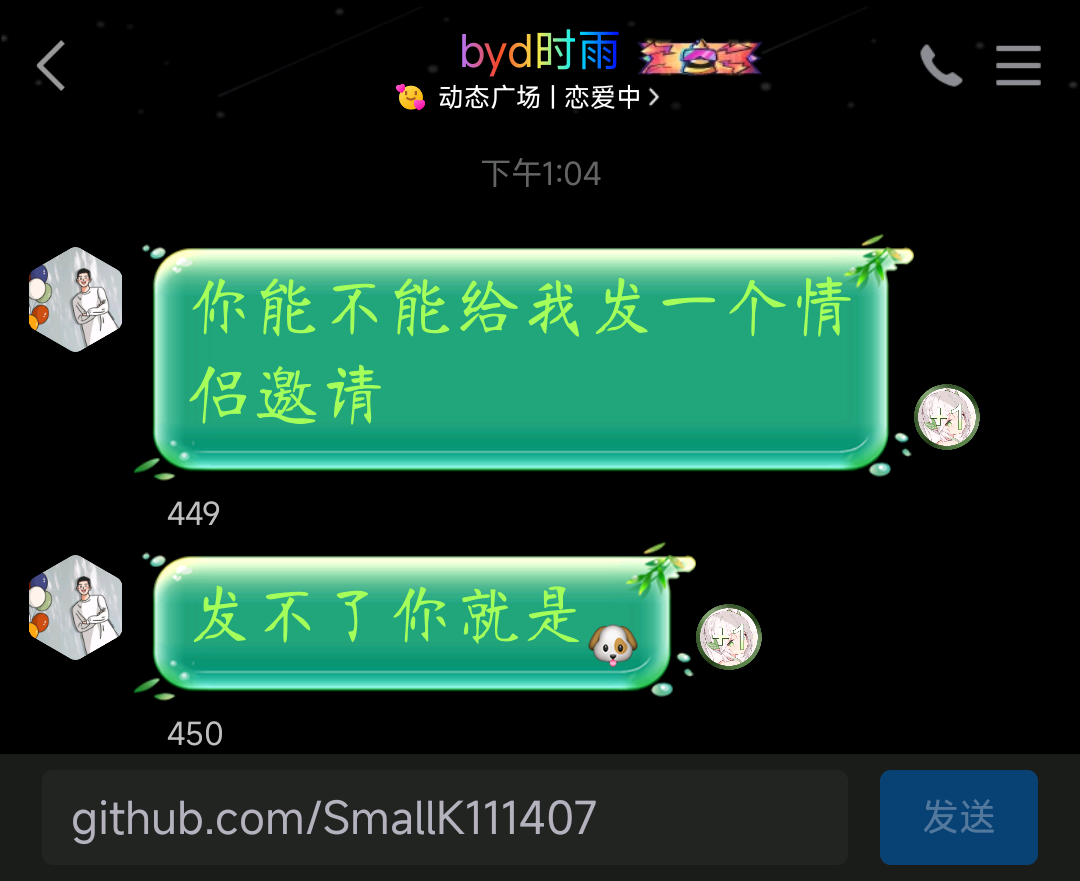 byd时雨
🥰 动态广场 | 恋爱中 >
下午1:04
你能不能给我发一个情
侣邀请
+1
449
发不了你就是🐶
+1
450
github.com/SmallK111407
发送